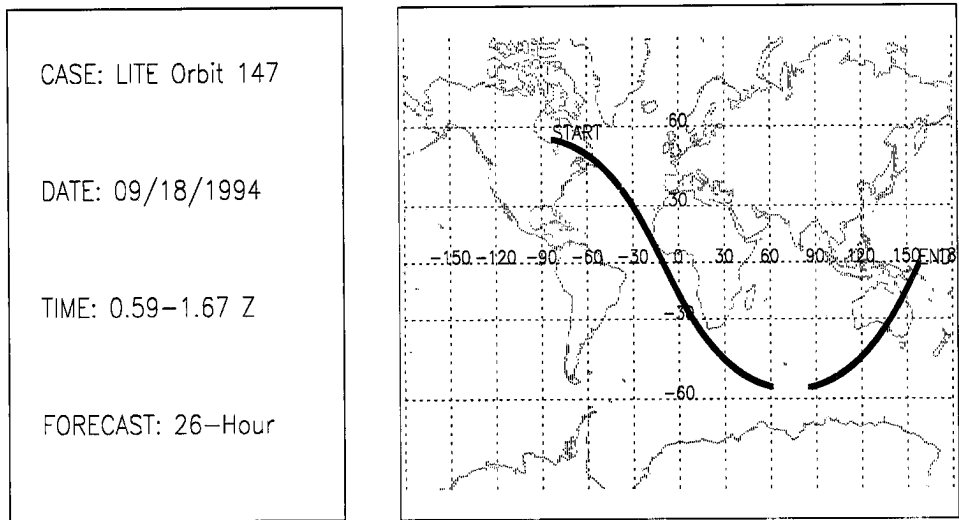 CASE: LITE Orbit 147
DATE: 09/18/1994
TIME: 0.59-1.67 Z
FORECAST: 26-Hour
60
START
30
-150 -120 -90 -60 -30 0 30 60 90 120 150 END 18
-30
-60